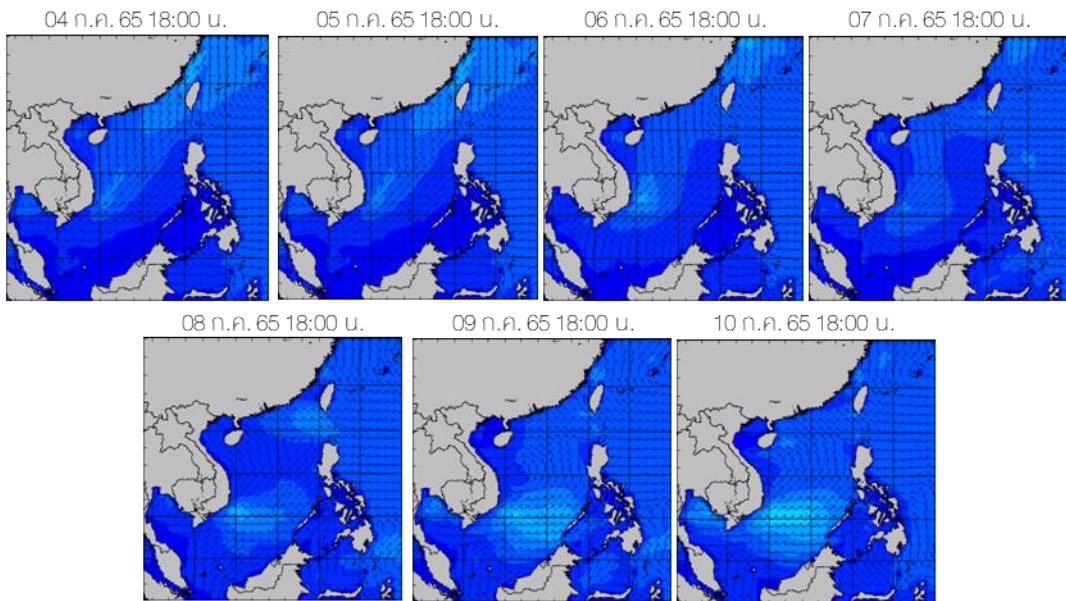 04 ก.ค. 65 18:00 น.
05 ก.ค. 65 18:00 น.
06 ก.ค. 65 18:00 น.
07 ก.ค. 65 18:00 น.
08 ก.ค. 65 18:00 น.
09 ก.ค. 65 18:00 น.
10 ก.ค. 65 18:00 น.